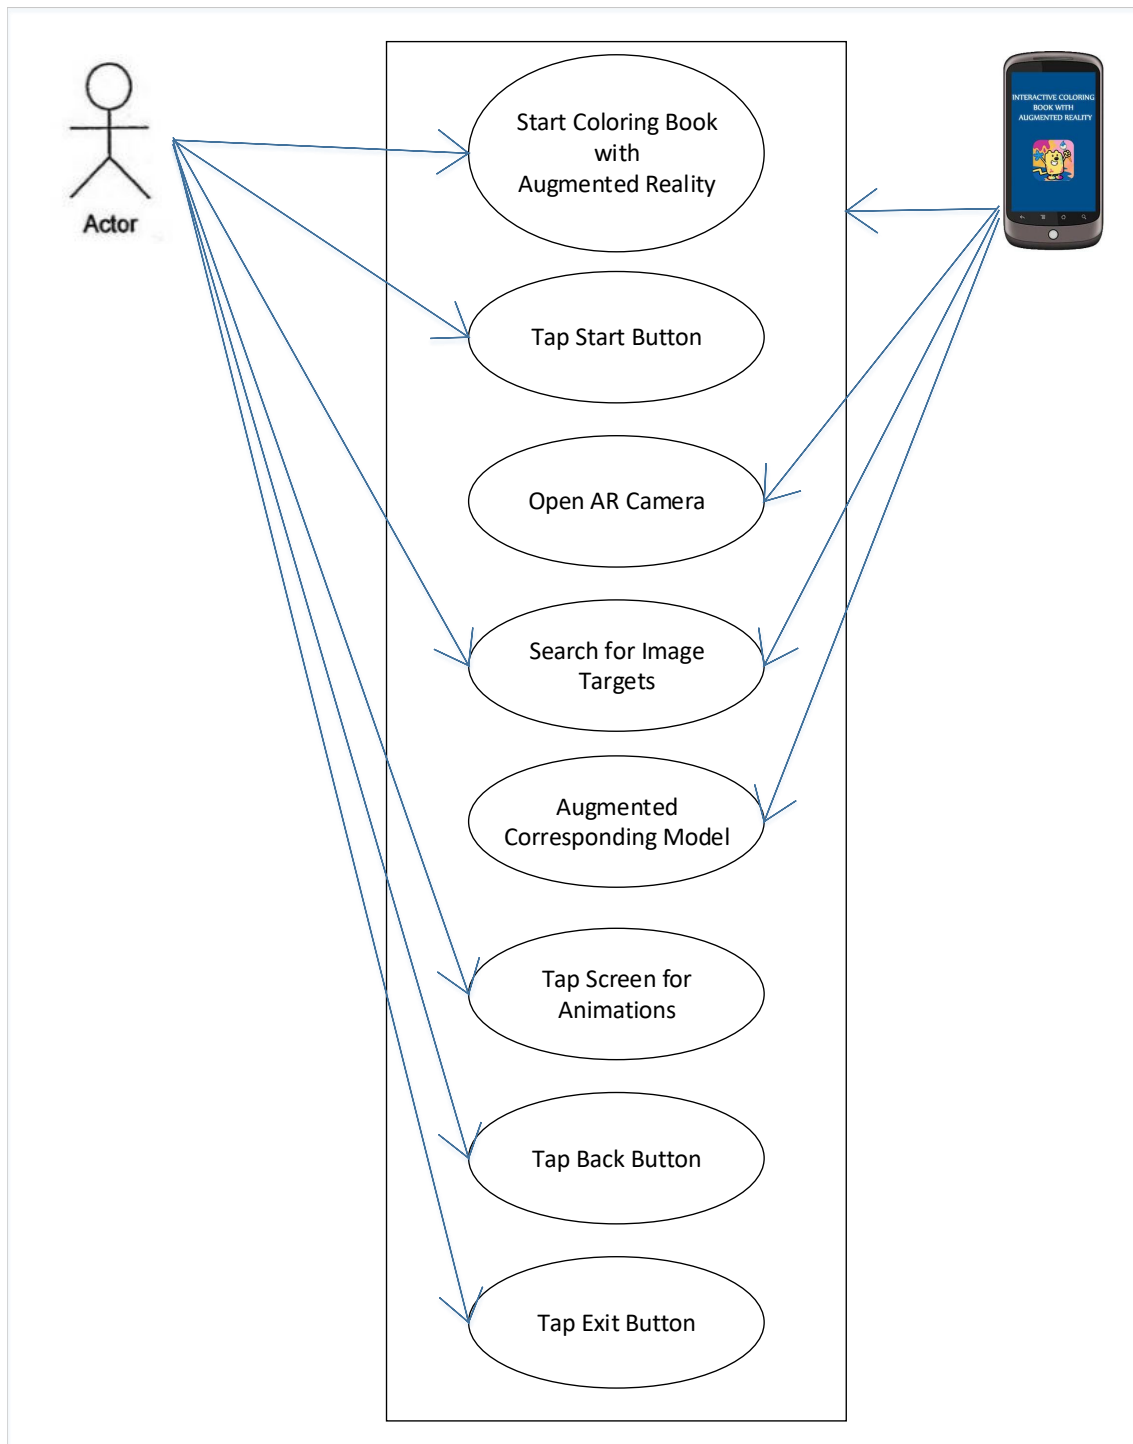 Actor
Start Coloring Book
with
Augmented Reality
Tap Start Button
Open AR Camera
Search for Image
Targets
Augmented
Corresponding Model
Tap Screen for
Animations
Tap Back Button
Tap Exit Button
INTERACTIVE COLORING
BOOK WITH
AUGMENTED REALITY